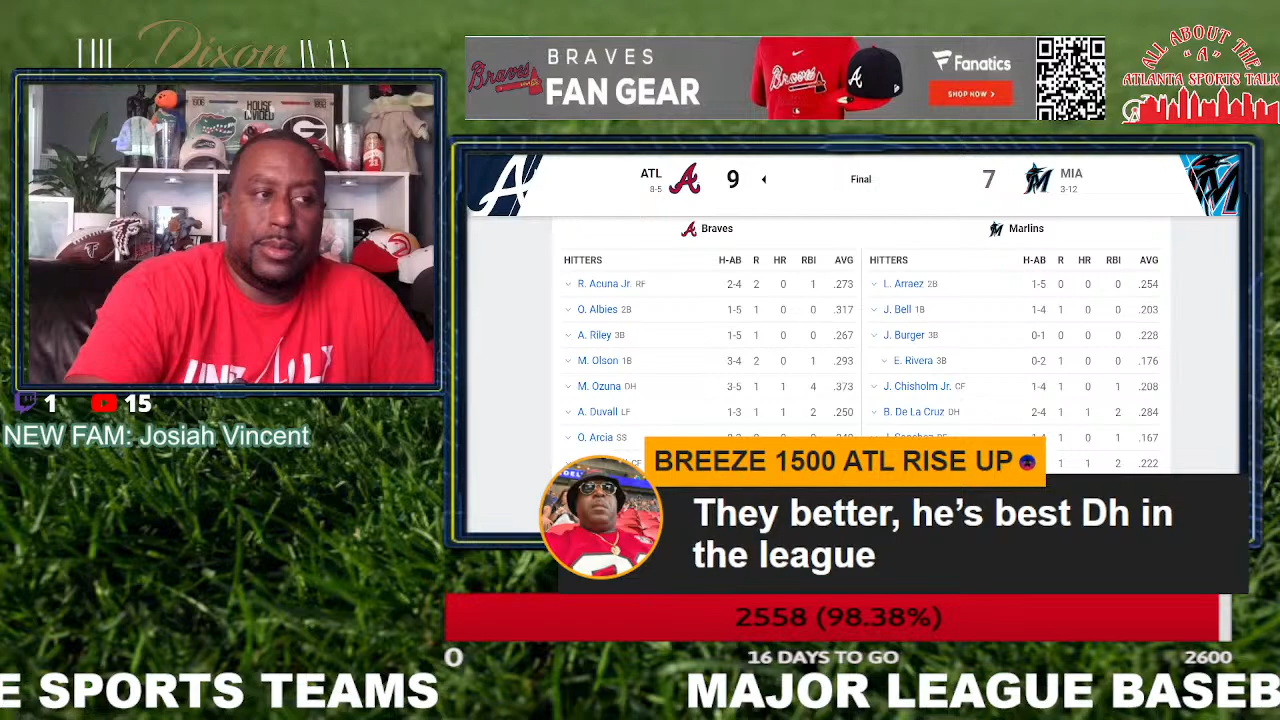 Dixon
BRAVES
FAN GEAR
Braves
Fanatics
SHOP NOW >
ALL ABOUT THE
"A"
ATLANTA SPORTS TALK
HOUSE
DIVIDED
ATL
8-5
9
Final
7
MIA
3-12
Braves
Marlins
HITTERS H-AB R HR RBI AVG
R. Acuna Jr. RF 2-4 2 0 1 .273
O. Albies 2B 1-5 1 0 0 .317
A. Riley 3B 1-5 1 0 0 .267
M. Olson 1B 3-4 2 0 1 .293
M. Ozuna DH 3-5 1 1 4 .373
A. Duvall LF 1-3 1 1 2 .250
O. Arcia SS
HITTERS H-AB R HR RBI AVG
L. Arraez 2B 1-5 0 0 0 .254
J. Bell 1B 1-4 1 0 0 .203
J. Burger 3B 0-1 0 0 0 .228
E. Rivera 3B 0-2 1 0 0 .176
J. Chisholm Jr. CF 1-4 1 0 1 .208
B. De La Cruz DH 2-4 1 1 2 .284
1 0 1 .167
1 1 2 .222
1
15
NEW FAM: Josiah Vincent
BREEZE 1500 ATL RISE UP
They better, he's best Dh in
the league
2558 (98.38%)
0 16 DAYS TO GO 2600
E SPORTS TEAMS MAJOR LEAGUE BASEB